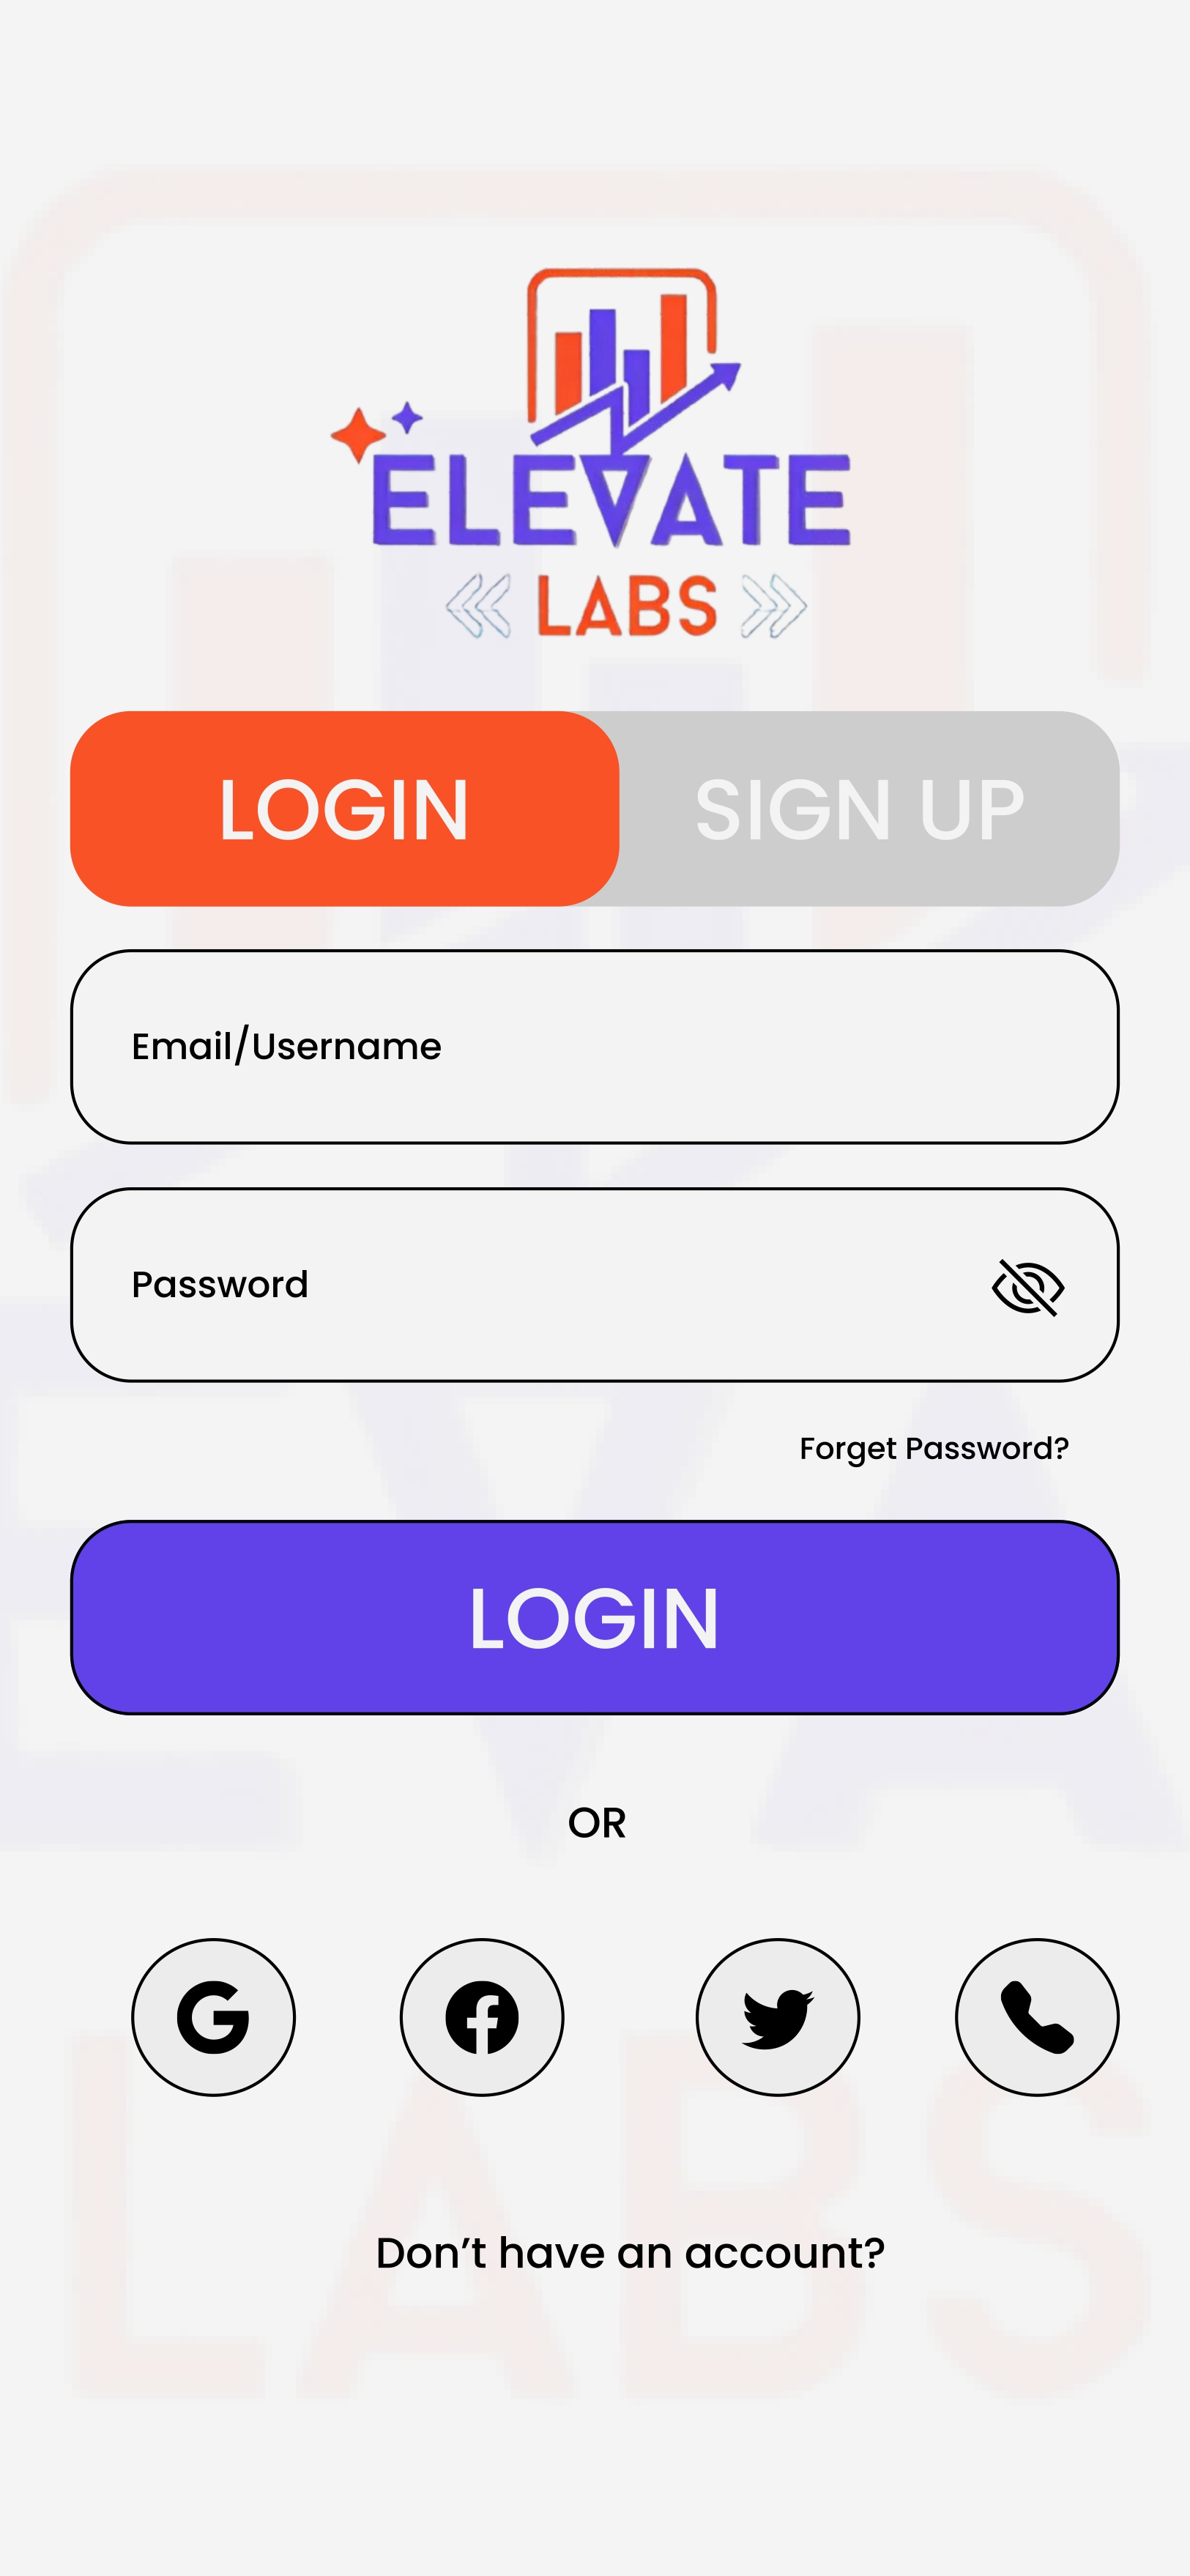 ELEVATE
LABS
LOGIN SIGN UP
Email/Username
Password
Forget Password?
LOGIN
OR
Don’t have an account?